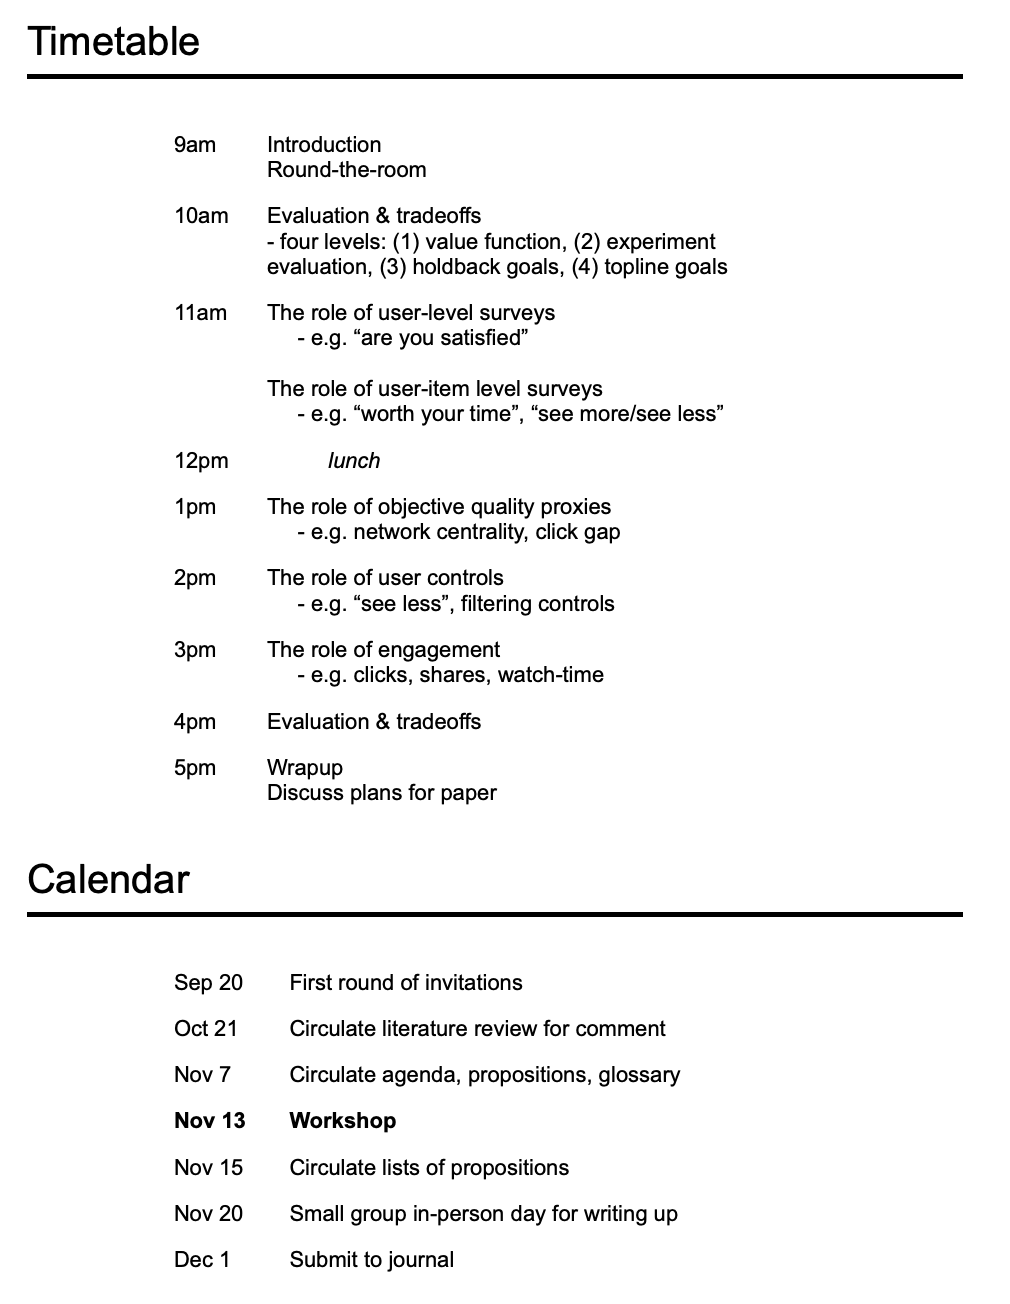 Timetable
9am Introduction
Round-the-room
10am Evaluation & tradeoffs
- four levels: (1) value function, (2) experiment
evaluation, (3) holdback goals, (4) topline goals
11am The role of user-level surveys
- e.g. “are you satisfied”
The role of user-item level surveys
- e.g. “worth your time”, “see more/see less”
12pm lunch
1pm The role of objective quality proxies
- e.g. network centrality, click gap
2pm The role of user controls
- e.g. “see less”, filtering controls
3pm The role of engagement
- e.g. clicks, shares, watch-time
4pm Evaluation & tradeoffs
5pm Wrapup
Discuss plans for paper
Calendar
Sep 20 First round of invitations
Oct 21 Circulate literature review for comment
Nov 7 Circulate agenda, propositions, glossary
Nov 13 Workshop
Nov 15 Circulate lists of propositions
Nov 20 Small group in-person day for writing up
Dec 1 Submit to journal